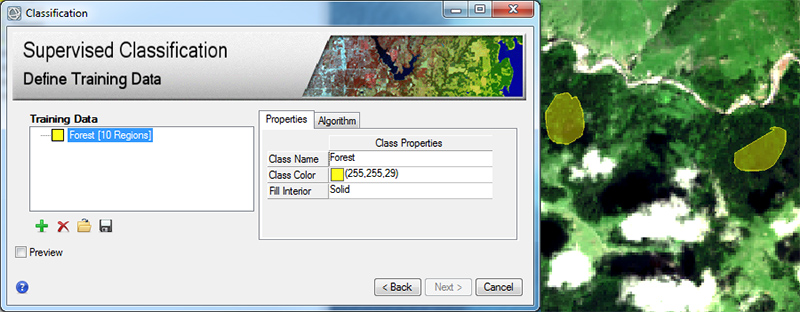 Classification
Supervised Classification
Define Training Data
Training Data
Forest [10 Regions]
Properties
Algorithm
Class Properties
Class Name Forest
Class Color (255,255,29)
Fill Interior Solid
Preview
?
< Back Next > Cancel